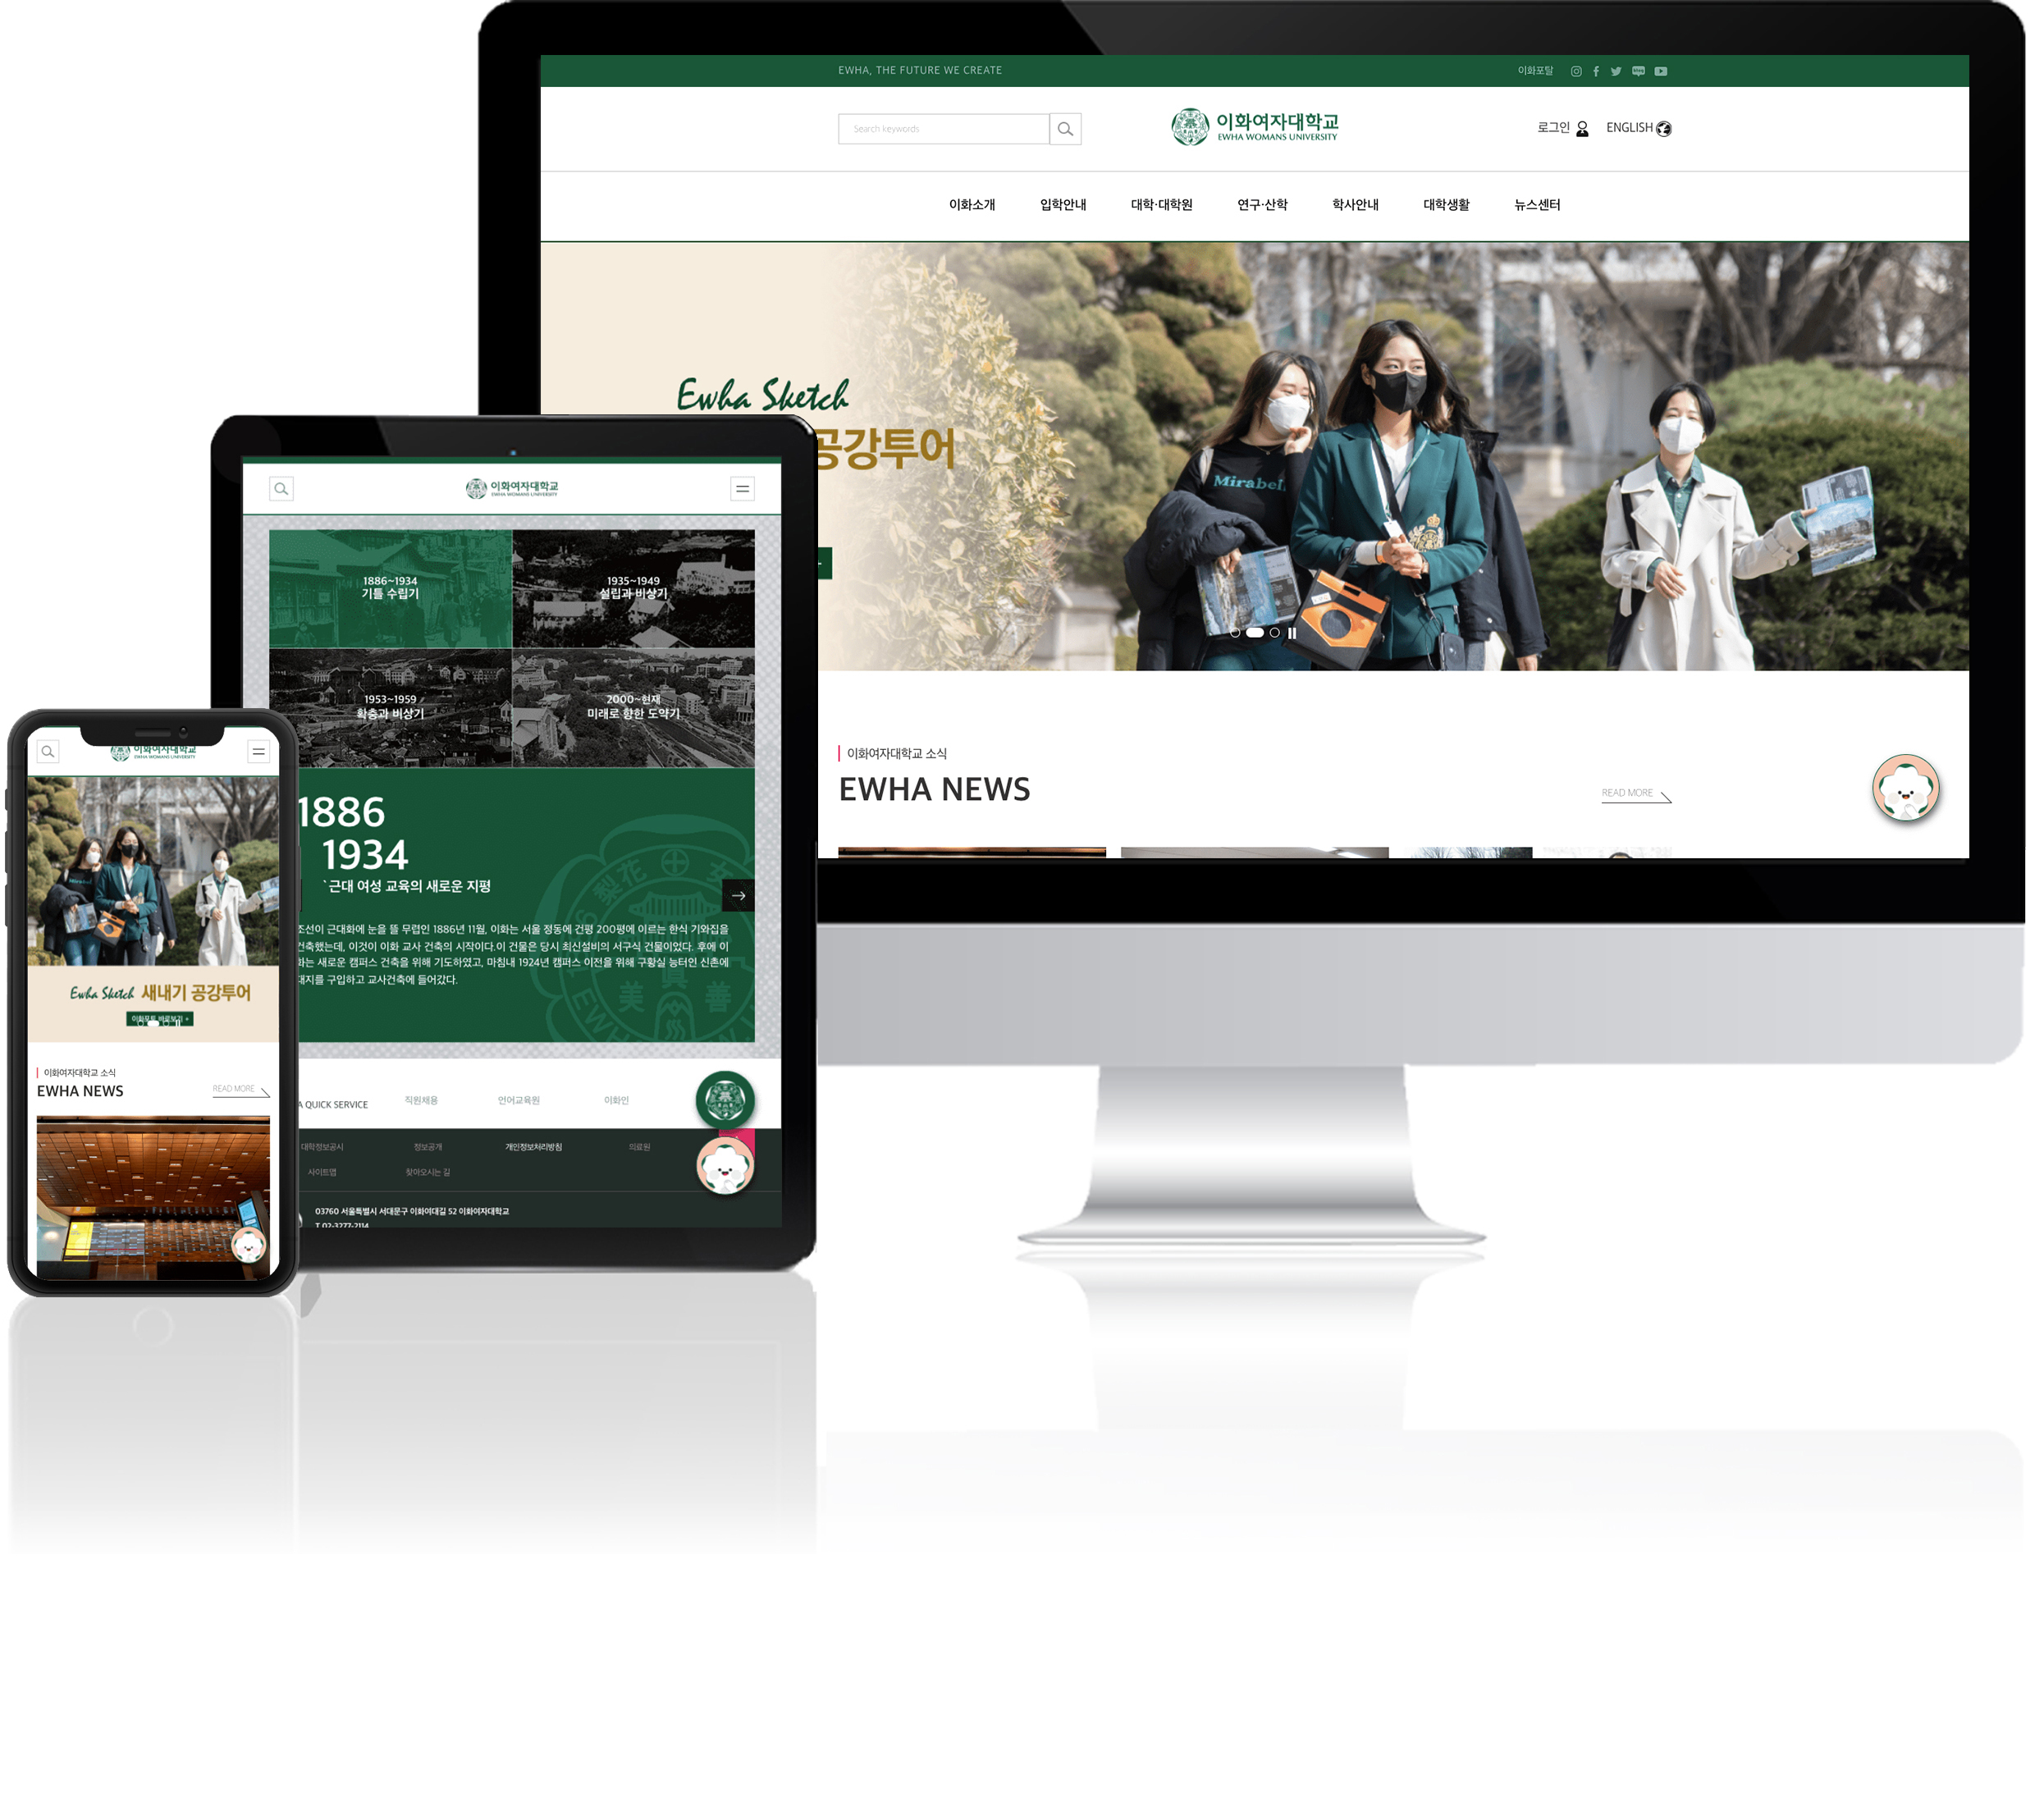 EWHA, THE FUTURE WE CREATE
이화포탈
Search keywords
이화여자대학교
EWHA WOMANS UNIVERSITY
로그인
ENGLISH
이화소개
입학안내
대학·대학원
연구·산학
학사안내
대학생활
뉴스센터
Ewha Sketch
공강투어
Mirabell
이화여자대학교 소식
EWHA NEWS
READ MORE
이화여자대학교
EWHA WOMANS UNIVERSITY
1886~1934
기틀 수립기
1935~1949
설립과 비상기
1953~1959
확충과 비상기
2000~현재
미래로 향한 도약기
1886
1934
`근대 여성 교육의 새로운 지평
조선이 근대화에 눈을 뜰 무렵인 1886년 11월, 이화는 서울 정동에 건평 200평에 이르는 한식 기와집을
건축했는데, 이것이 이화 교사 건축의 시작이다.이 건물은 당시 최신설비의 서구식 건물이었다. 후에 이
화는 새로운 캠퍼스 건축을 위해 기도하였고, 마침내 1924년 캠퍼스 이전을 위해 구황실 능터인 신촌에
대지를 구입하고 교사건축에 들어갔다.
梨花
眞
美 善
EWHA
A QUICK SERVICE
직원채용
언어교육원
이화인
대학정보공시
정보공개
개인정보처리방침
의료원
사이트맵
찾아오시는 길
03760 서울특별시 서대문구 이화여대길 52 이화여자대학교
T 02-3277-2114
이화여자대학교
EWHA WOMANS UNIVERSITY
Ewha Sketch 새내기 공강투어
이화여자대학교 소식
EWHA NEWS
READ MORE